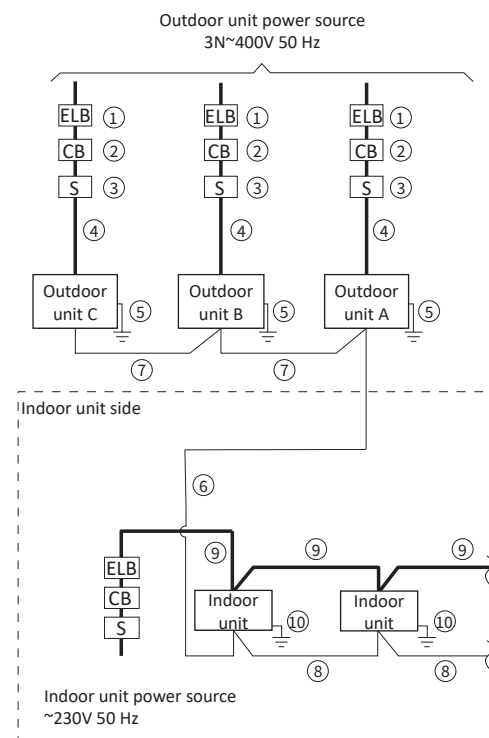 Outdoor unit power source
3N~400V 50 Hz
ELB ① ELB ① ELB ①
CB ② CB ② CB ②
S ③ S ③ S ③
④ ④ ④
Outdoor unit C ⑤
Outdoor unit B ⑤
Outdoor unit A ⑤
⑦ ⑦
Indoor unit side
⑥
⑨ ⑨ ⑨
ELB
CB
S
Indoor unit ⑩
Indoor unit ⑩
⑧ ⑧
Indoor unit power source
~230V 50 Hz